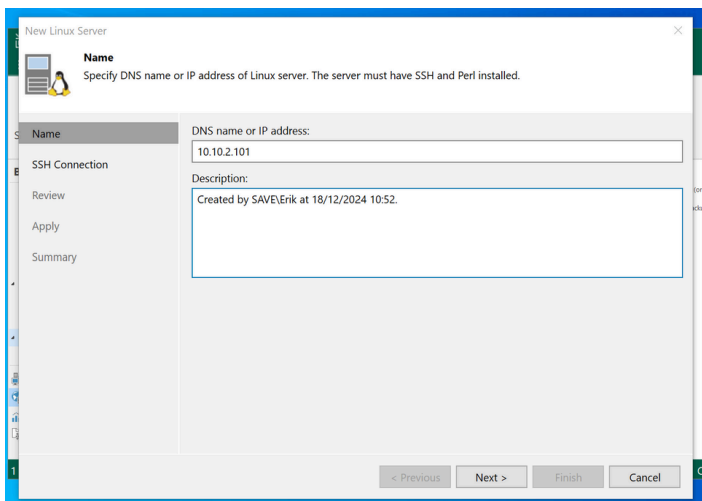 New Linux Server
Name
Specify DNS name or IP address of Linux server. The server must have SSH and Perl installed.
Name
SSH Connection
Review
Apply
Summary
DNS name or IP address:
10.10.2.101
Description:
Created by SAVE\Erik at 18/12/2024 10:52.
< Previous
Next >
Finish
Cancel